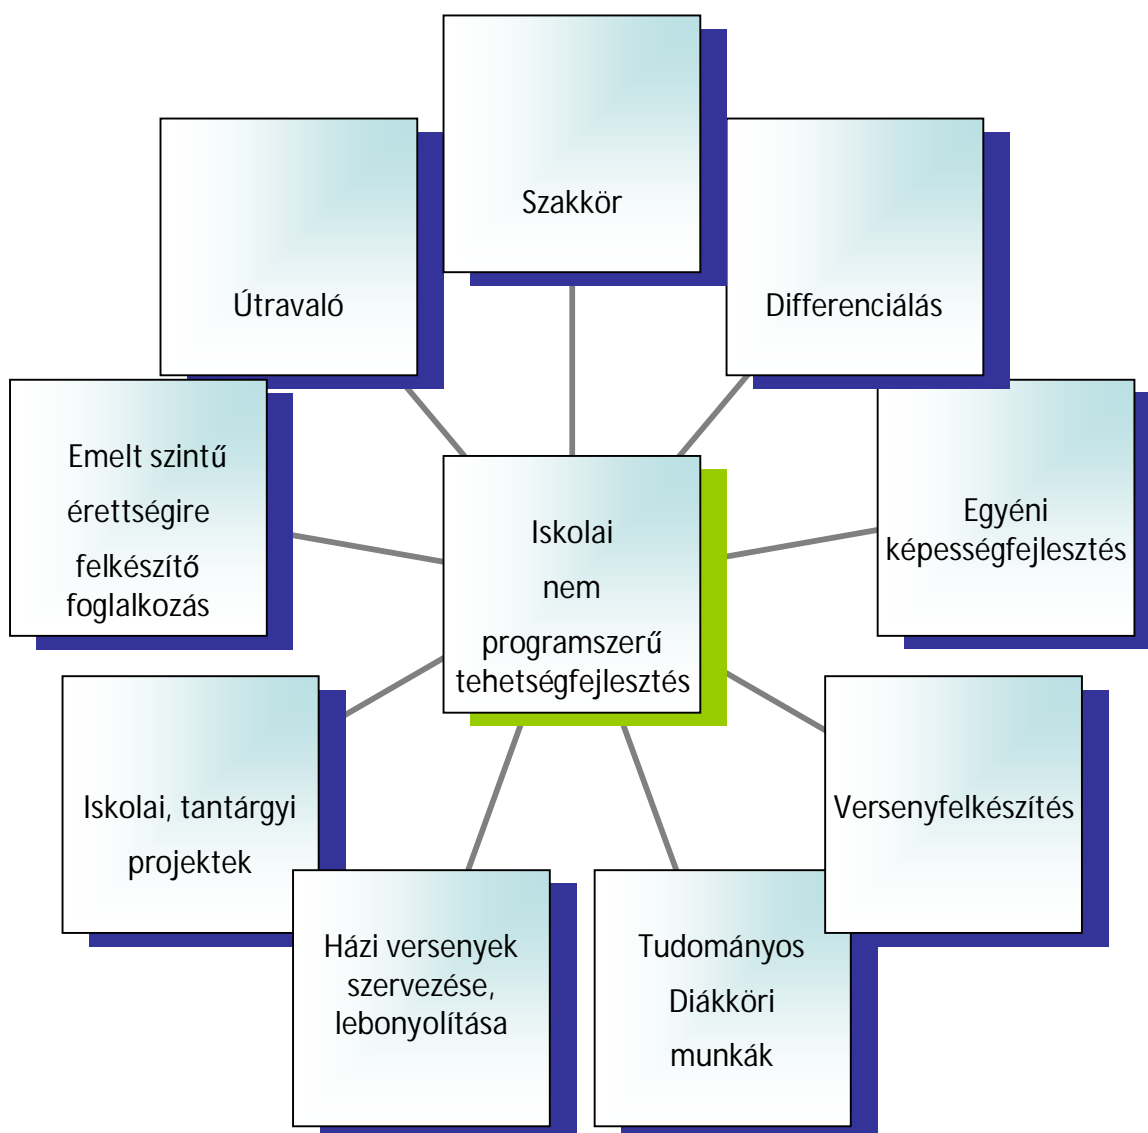 Szakkör
Útravaló
Differenciálás
Emelt szintű
érettségire
felkészítő
foglalkozás
Iskolai
nem
programszerű
tehetségfejlesztés
Egyéni
képességfejlesztés
Iskolai, tantárgyi
projektek
Versenyfelkészítés
Házi versenyek
szervezése,
lebonyolítása
Tudományos
Diákköri
munkák